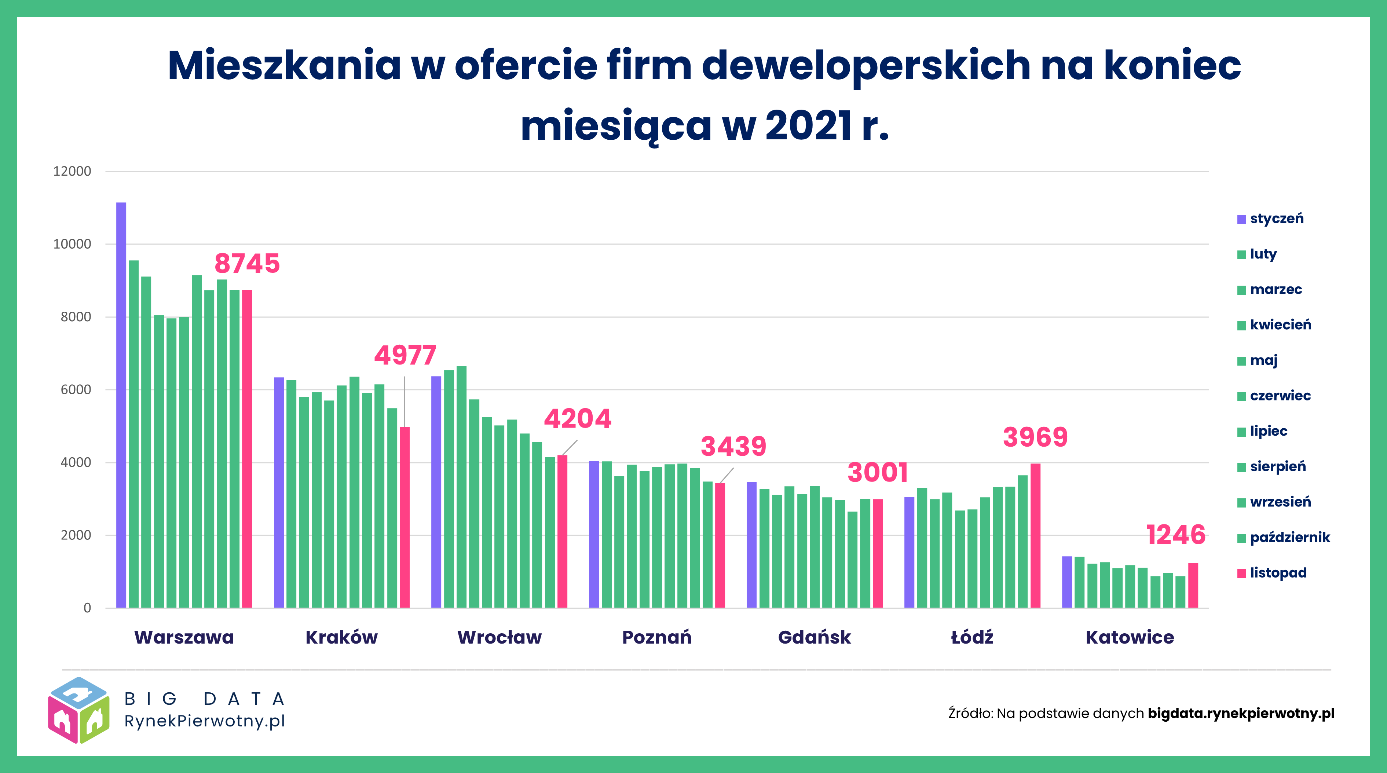 Mieszkania w ofercie firm deweloperskich na koniec
miesiąca w 2021 r.
12000
10000
8000
6000
4000
2000
0
8745
4977
4204
3439
3001
3969
1246
Warszawa
Kraków
Wrocław
Poznań
Gdańsk
Łódź
Katowice
styczeń
luty
marzec
kwiecień
maj
czerwiec
lipiec
sierpień
wrzesień
październik
listopad
BIG DATA
RynekPierwotny.pl
Źródło: Na podstawie danych bigdata.rynekpierwotny.pl